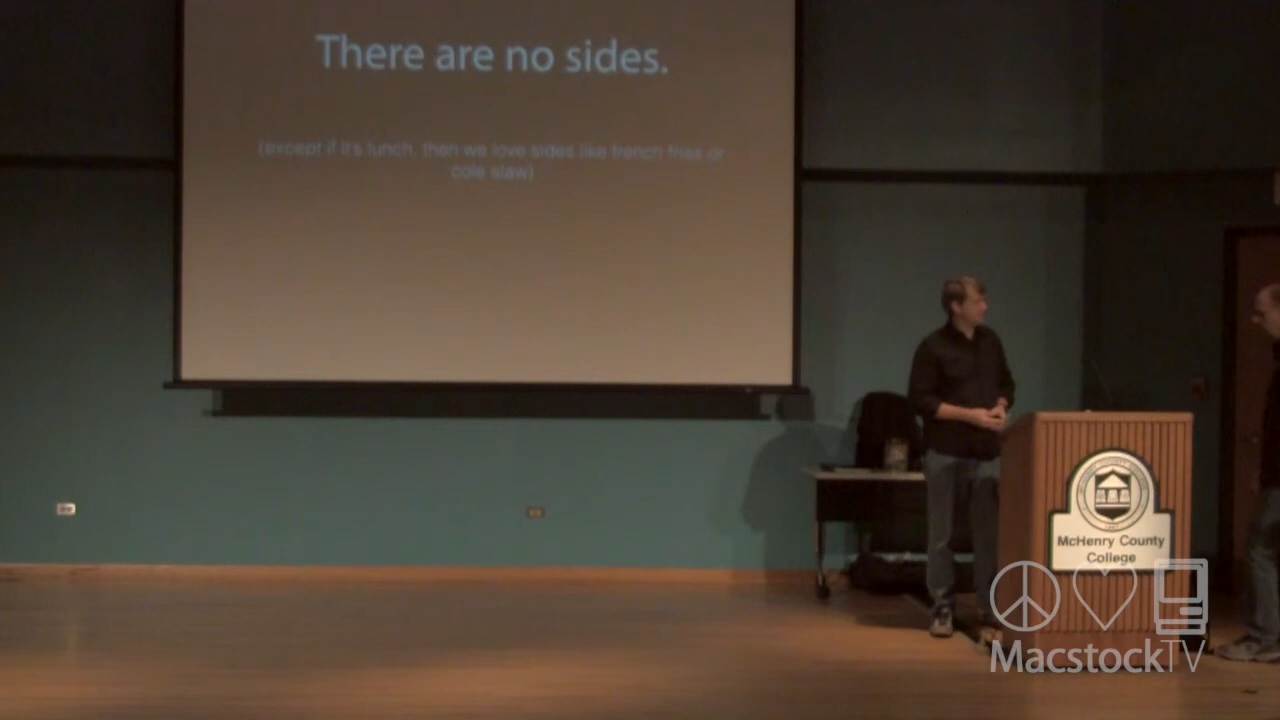 There are no sides.
(except if it's lunch, then we love sides like french fries or
cole slaw)
McHenry County
College
MacstockTV